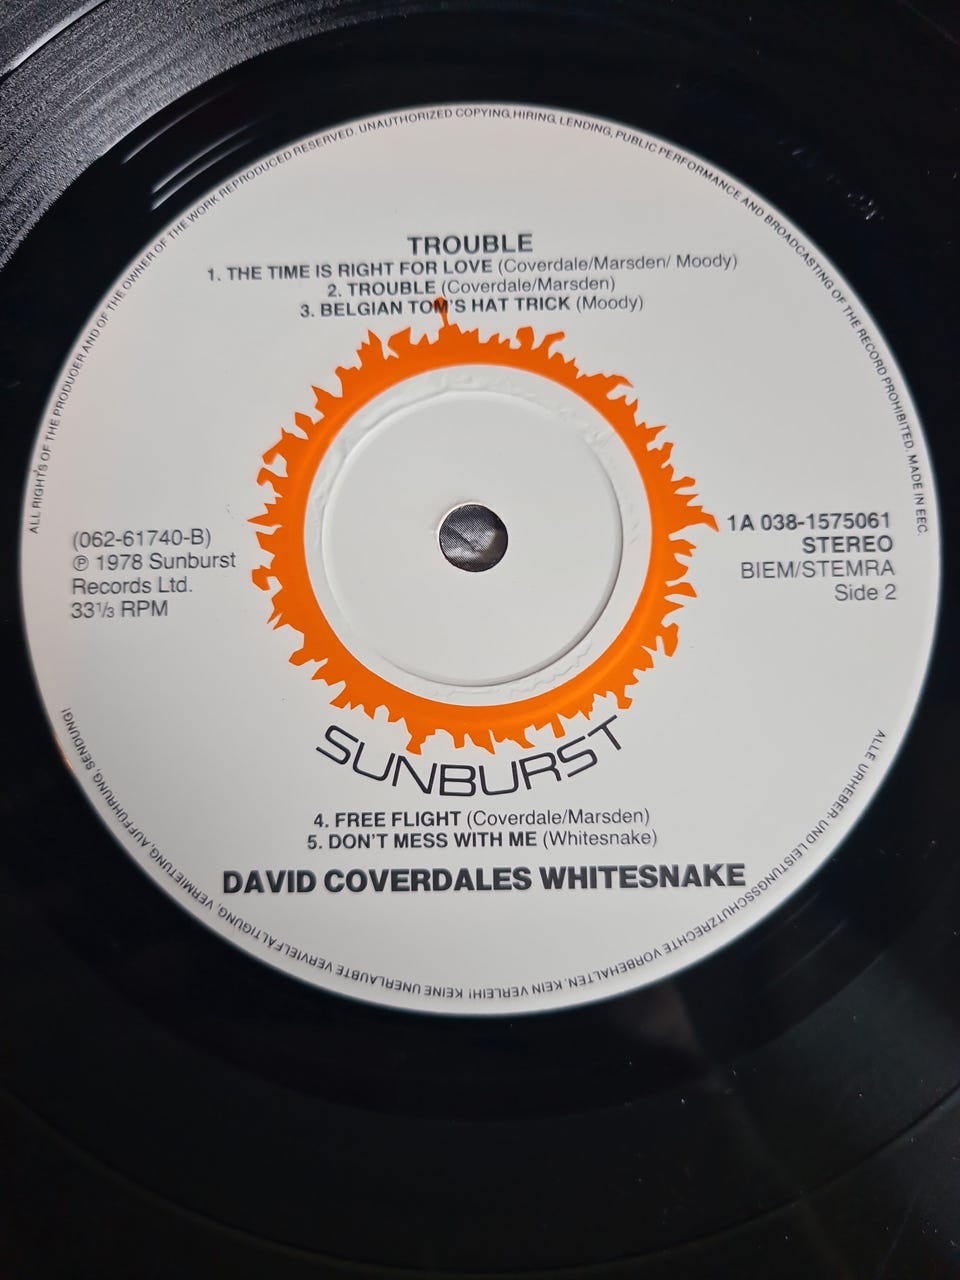 ALL RIGHTS OF THE PRODUCER AND OF THE OWNER OF THE WORK REPRODUCED RESERVED. UNAUTHORIZED COPYING, HIRING, LENDING, PUBLIC PERFORMANCE AND BROADCASTING OF THE RECORD PROHIBITED. MADE IN EEC.
TROUBLE
1. THE TIME IS RIGHT FOR LOVE (Coverdale/Marsden/ Moody)
2. TROUBLE (Coverdale/Marsden)
3. BELGIAN TOM'S HAT TRICK (Moody)
(062-61740-B)
℗ 1978 Sunburst
Records Ltd.
33⅓ RPM
1A 038-1575061
STEREO
BIEM/STEMRA
Side 2
SUNBURST
4. FREE FLIGHT (Coverdale/Marsden)
5. DON'T MESS WITH ME (Whitesnake)
DAVID COVERDALES WHITESNAKE
ALLE URHEBER- UND LEISTUNGSSCHUTZRECHTE VORBEHALTEN. KEIN VERLEIH! KEINE UNERLAUBTE VERVIELFÄLTIGUNG, VERMIETUNG, AUFFÜHRUNG, SENDUNG!